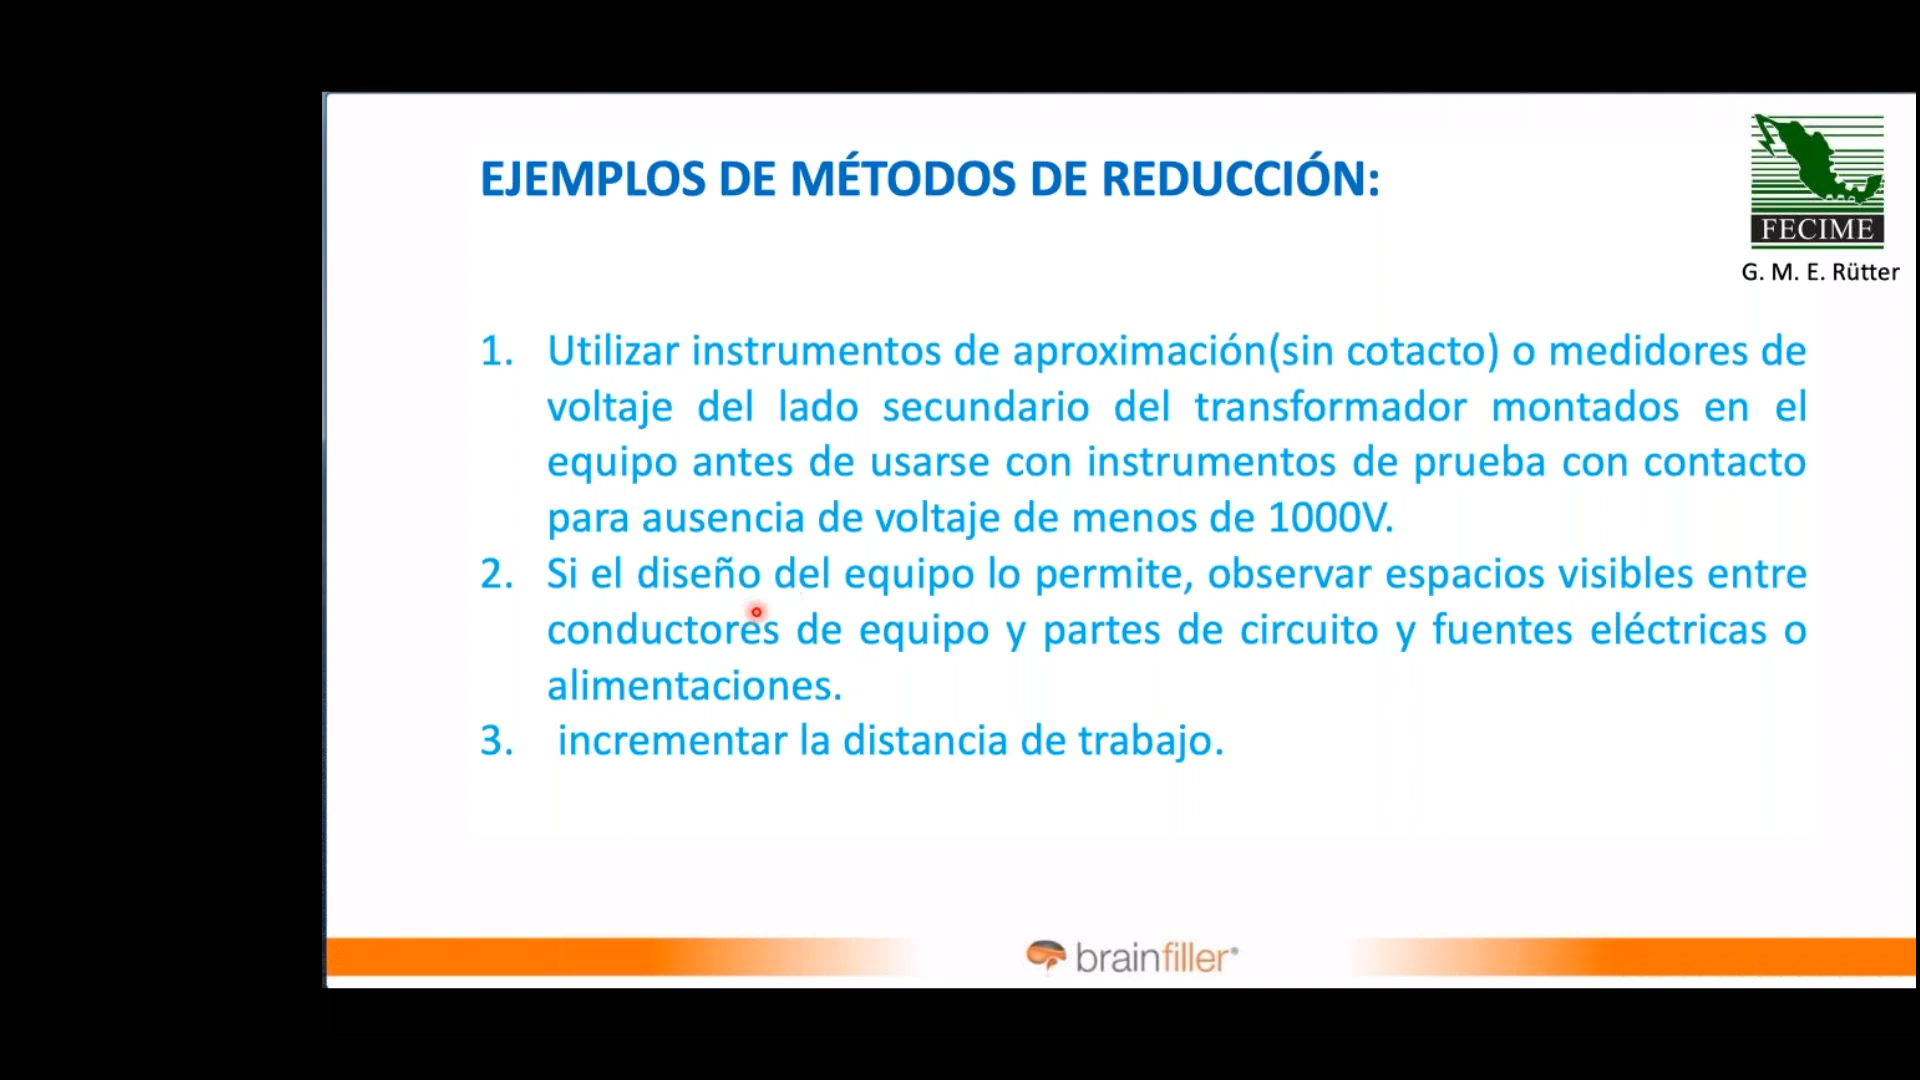 EJEMPLOS DE MÉTODOS DE REDUCCIÓN:
FECIME
G. M. E. Rütter
1. Utilizar instrumentos de aproximación(sin cotacto) o medidores de
voltaje del lado secundario del transformador montados en el
equipo antes de usarse con instrumentos de prueba con contacto
para ausencia de voltaje de menos de 1000V.
2. Si el diseño del equipo lo permite, observar espacios visibles entre
conductores de equipo y partes de circuito y fuentes eléctricas o
alimentaciones.
3. incrementar la distancia de trabajo.
brainfiller®